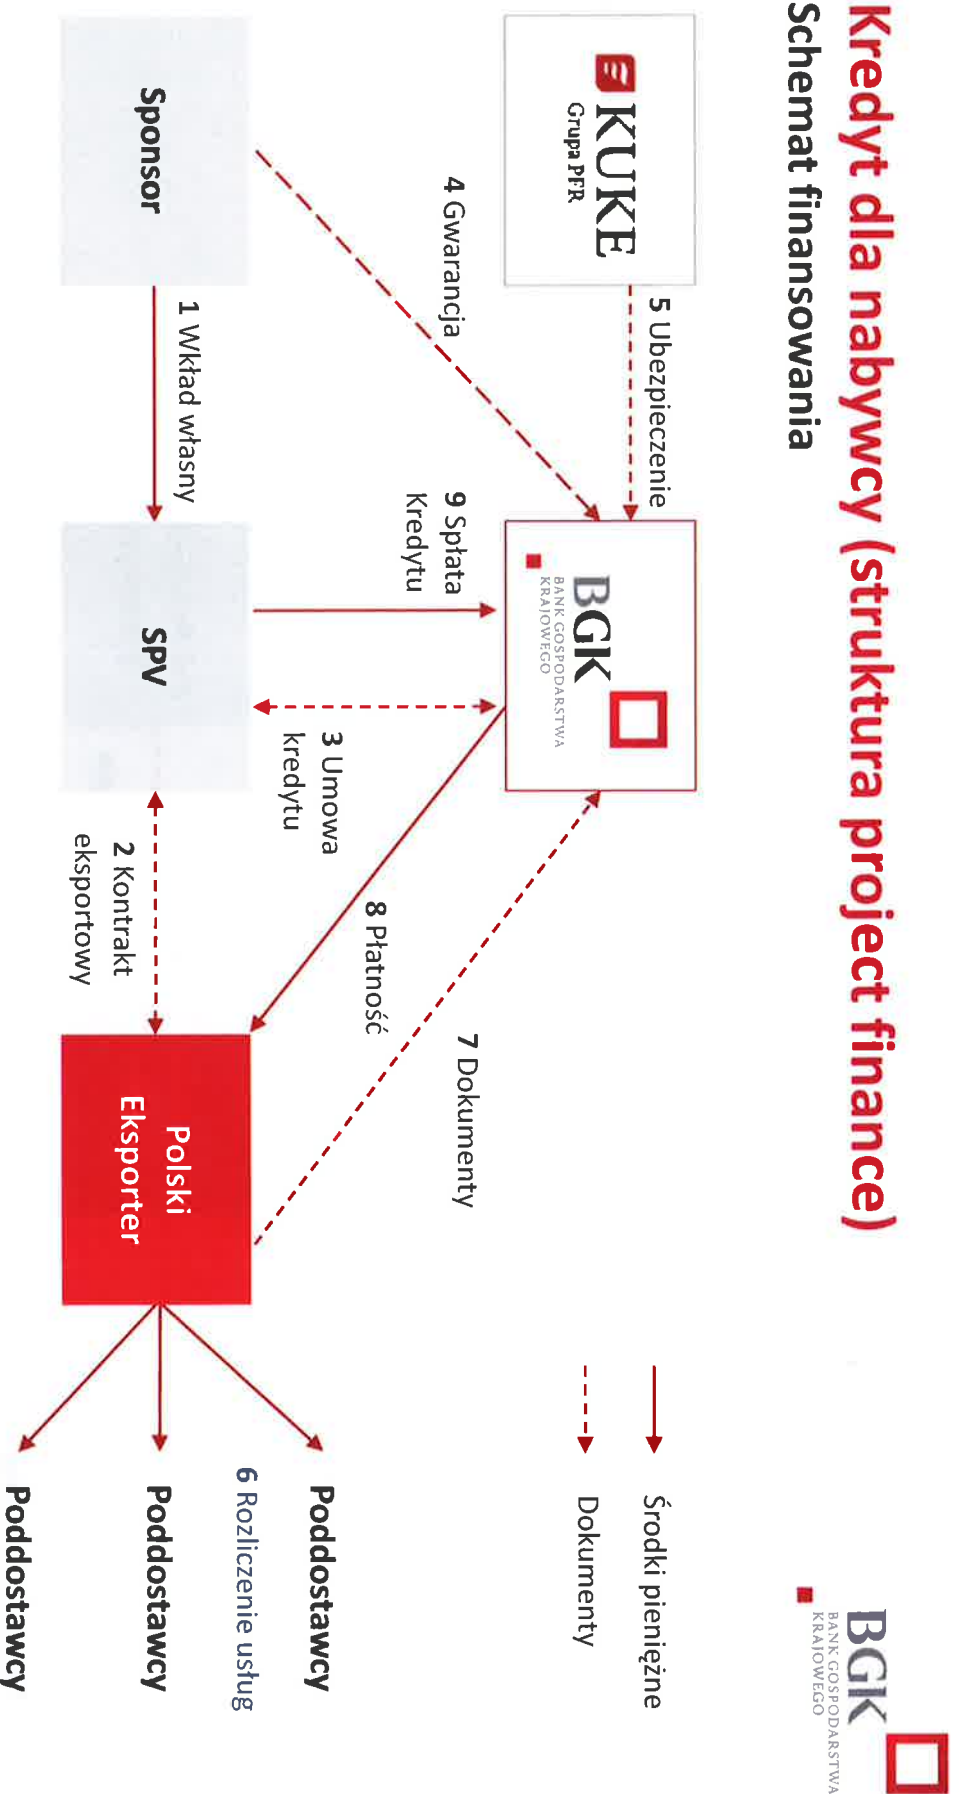 Kredyt dla nabywcy (struktura project finance)
Schemat finansowania
BGK
BANK GOSPODARSTWA
KRAJOWEGO
KUKE
Grupa PFR
5 Ubezpieczenie
BGK
BANK GOSPODARSTWA
KRAJOWEGO
Środki pieniężne
Dokumenty
4 Gwarancja
9 Spłata
Kredytu
3 Umowa
kredytu
8 Płatność
7 Dokumenty
Sponsor
1 Wkład własny
SPV
2 Kontrakt
eksportowy
Polski
Eksporter
Poddostawcy
6 Rozliczenie usług
Poddostawcy
Poddostawcy